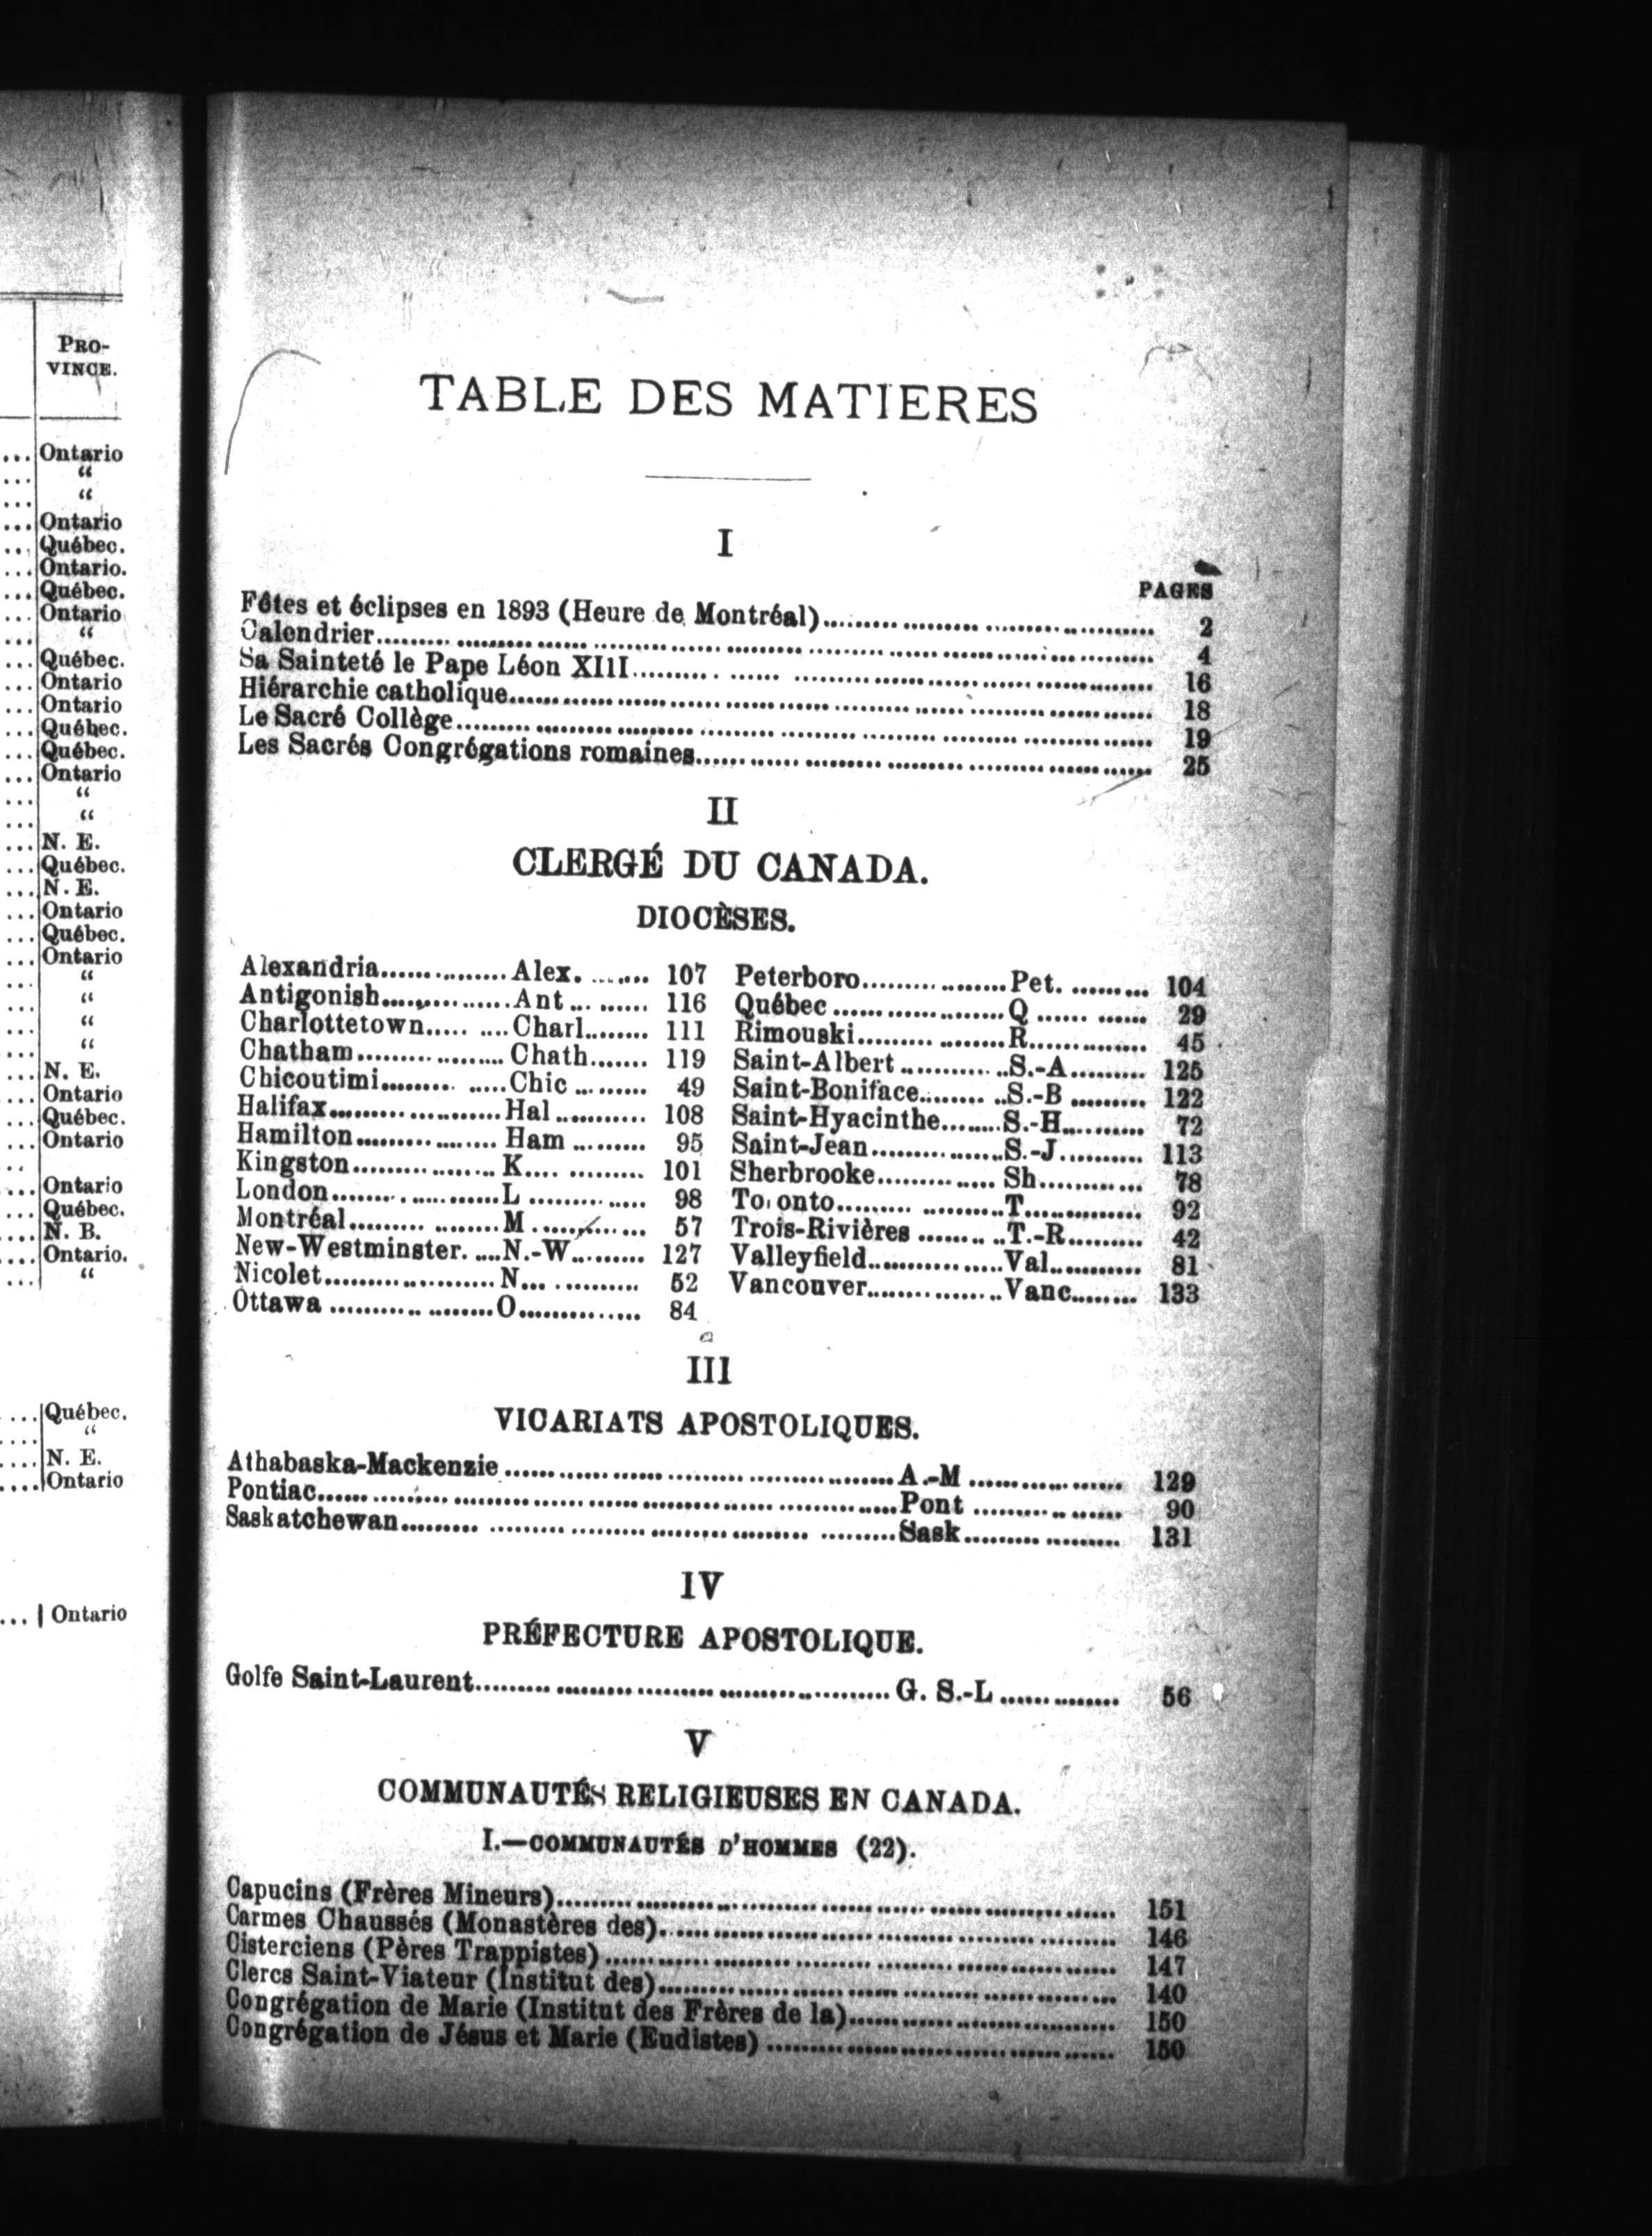 PRO-
VINCE.
... Ontario
... “
... “
... Ontario
... Québec.
... Ontario.
... Québec.
... Ontario
... “
... Québec.
... Ontario
... Ontario
... Québec.
... Québec.
... Ontario
... “
... “
... N. E.
... Québec.
... N. E.
... Ontario
... Québec.
... Ontario
... “
... “
... “
... “
... N. E.
... Ontario
... Québec.
... Ontario
...
... Ontario
... Québec.
.... N. B.
.... Ontario.
... “
... Québec.
.... “
.... N. E.
.... Ontario
... Ontario
TABLE DES MATIERES
I
PAGES
Fêtes et éclipses en 1893 (Heure de Montréal)........ 2
Calendrier........ 4
Sa Sainteté le Pape Léon XIII........ 16
Hiérarchie catholique........ 18
Le Sacré Collège........ 19
Les Sacrés Congrégations romaines........ 25
II
CLERGÉ DU CANADA.
DIOCÈSES.
Alexandria........Alex........ 107
Antigonish........Ant........ 116
Charlottetown........Charl........ 111
Chatham........Chath........ 119
Chicoutimi........Chic........ 49
Halifax........Hal........ 108
Hamilton........Ham........ 95
Kingston........K........ 101
London........L........ 98
Montréal........M........ 57
New-Westminster........N.-W........ 127
Nicolet........N........ 52
Ottawa........O........ 84
Peterboro........Pet. ........ 104
Québec........Q........ 29
Rimouski........R........ 45
Saint-Albert........S.-A........ 125
Saint-Boniface........S.-B........ 122
Saint-Hyacinthe........S.-H........ 72
Saint-Jean........S.-J........ 113
Sherbrooke........Sh........ 78
Toronto........T........ 92
Trois-Rivières........T.-R........ 42
Valleyfield........Val........ 81
Vancouver........Vanc........ 133
III
VICARIATS APOSTOLIQUES.
Athabaska-Mackenzie........A.-M........ 129
Pontiac........Pont........ 90
Saskatchewan........Sask........ 131
IV
PRÉFECTURE APOSTOLIQUE.
Golfe Saint-Laurent........G. S.-L........ 56
V
COMMUNAUTÉS RELIGIEUSES EN CANADA.
I.—COMMUNAUTÉS D'HOMMES (22).
Capucins (Frères Mineurs)........ 151
Carmes Chaussés (Monastères des)........ 146
Cisterciens (Pères Trappistes)........ 147
Clercs Saint-Viateur (Institut des)........ 140
Congrégation de Marie (Institut des Frères de la)........ 150
Congrégation de Jésus et Marie (Eudistes)........ 150